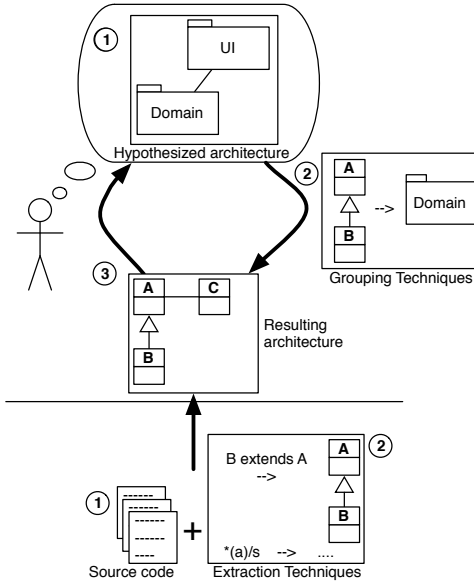 1
UI
Domain
Hypothesized architecture
2
A
-->
Domain
B
Grouping Techniques
3
A
C
B
Resulting
architecture
2
A
B extends A
-->
B
1
------
------
------
------
----
+
*(a)/s --> ....
Source code
Extraction Techniques